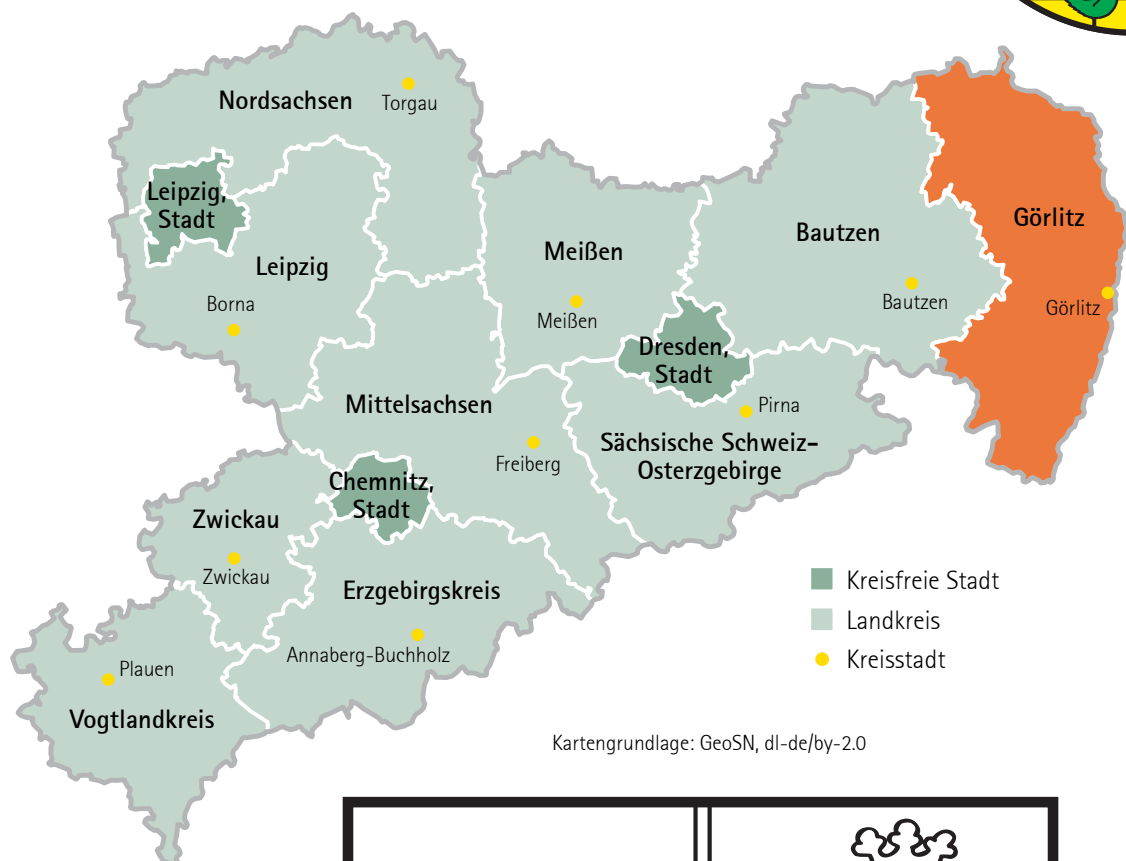 Nordsachsen
Torgau
Leipzig,
Stadt
Leipzig
Borna
Meißen
Meißen
Bautzen
Bautzen
Görlitz
Görlitz
Dresden,
Stadt
Mittelsachsen
Freiberg
Pirna
Sächsische Schweiz-
Osterzgebirge
Chemnitz,
Stadt
Zwickau
Zwickau
Erzgebirgskreis
Annaberg-Buchholz
Plauen
Vogtlandkreis
Kreisfreie Stadt
Landkreis
Kreisstadt
Kartengrundlage: GeoSN, dl-de/by-2.0